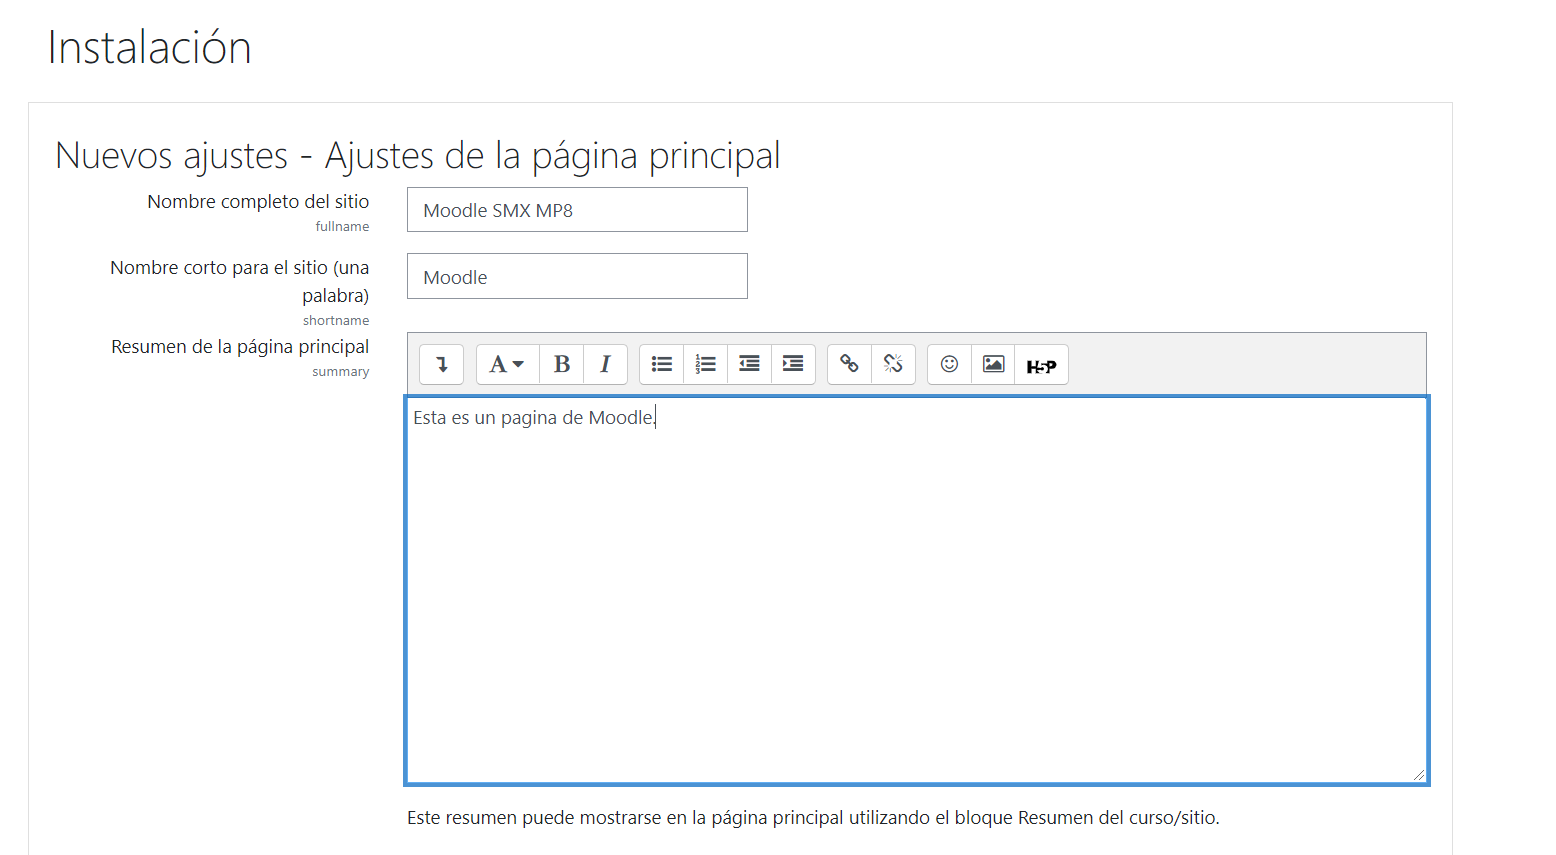 Instalación
Nuevos ajustes - Ajustes de la página principal
Nombre completo del sitio
fullname
Moodle SMX MP8
Nombre corto para el sitio (una
palabra)
shortname
Moodle
Resumen de la página principal
summary
A B I
H5P
Esta es un pagina de Moodle.
Este resumen puede mostrarse en la página principal utilizando el bloque Resumen del curso/sitio.